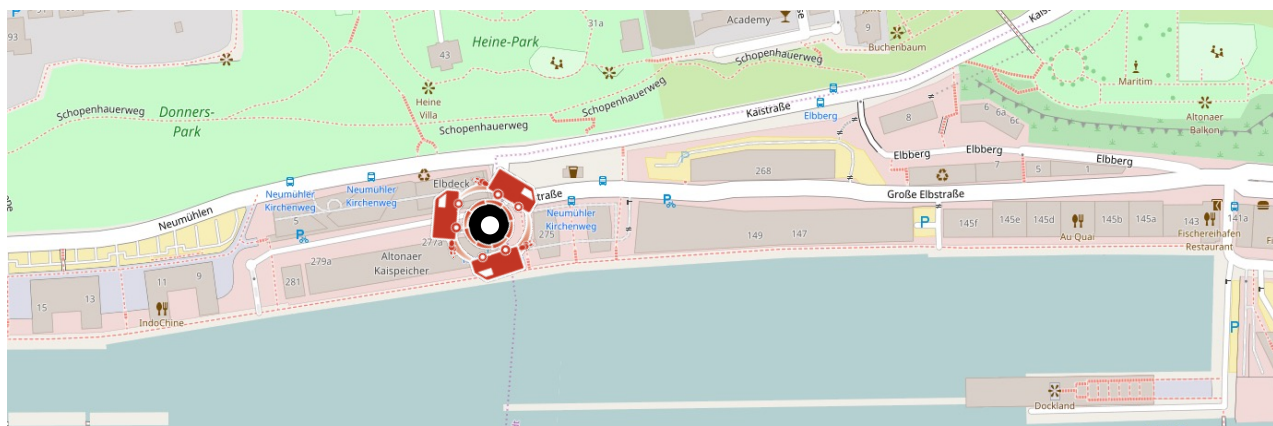 93
31a
Academy
9
Buchenbaum
Heine-Park
43
Schopenhauerweg
Kais
Maritim
Heine
Villa
Schopenhauerweg
Donners-
Park
Schopenhauerweg
Schopenhauerweg
Kaistraße
Elbberg
8
6
6a
6c
Altonaer
Balkon
Elbberg
Elbberg
Elbberg
7
5
1
P
268
Elbdeck
Neumühler
Kirchenweg
Neumühler
Kirchenweg
traße
Große Elbstraße
P
Neumühlen
5
P
Neumühler
Kirchenweg
275
277a
279a
281
Altonaer
Kaispeicher
149
147
P
145f
145e
145d
145b
145a
143
141a
Au Quai
Fischereihafen
Restaurant
15
13
11
9
IndoChine
P
Dockland